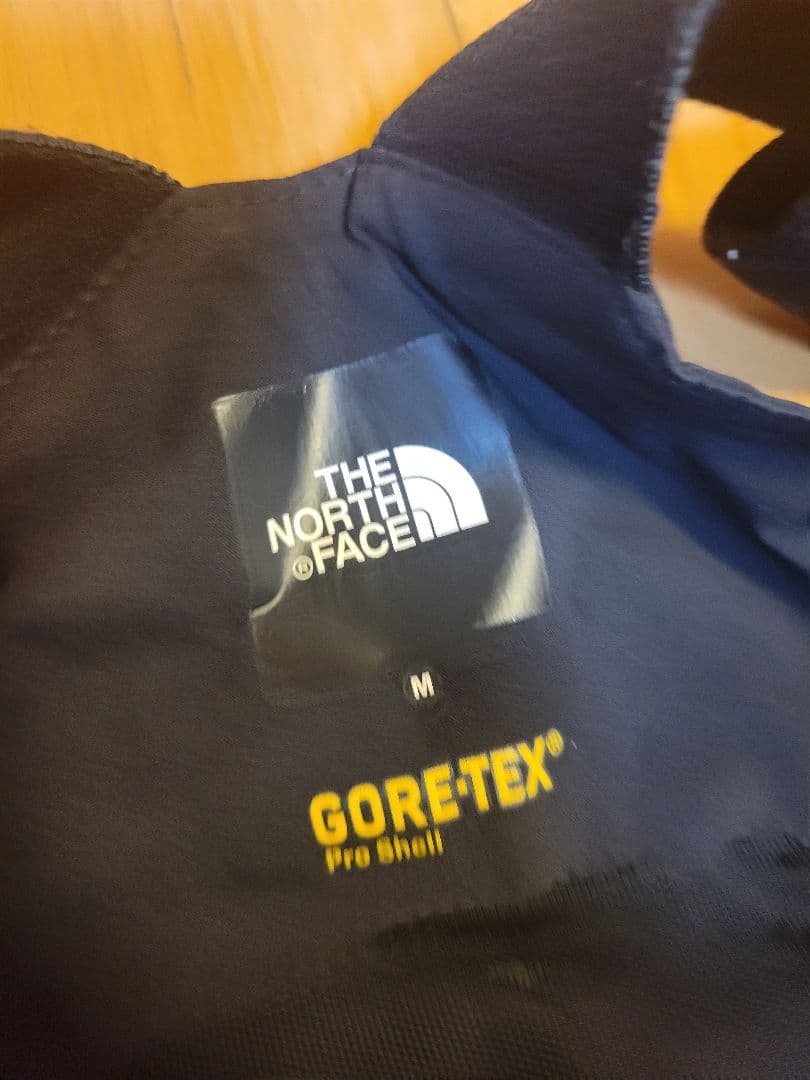 THE
NORTH
®FACE
M
GORE-TEX®
Pro Shell